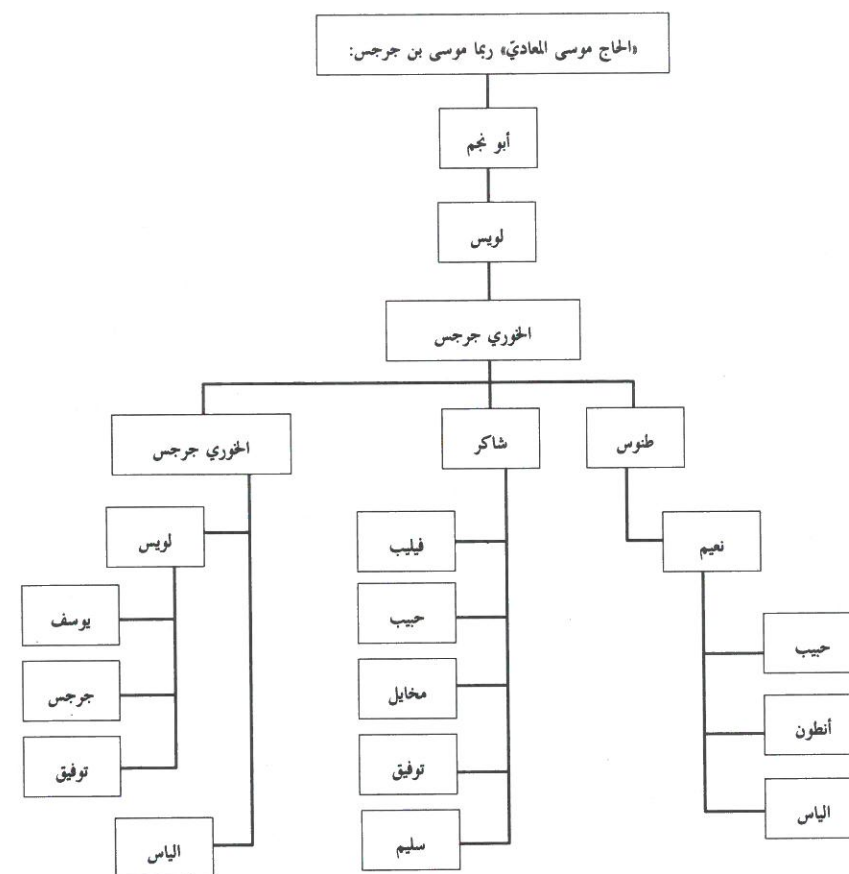 «الحاج موسى المعاديّ» ربما موسى بن جرجس:
أبو نجم
لويس
الخوري جرجس
طنوس
شاكر
الخوري جرجس
نعيم
حبيب
أنطون
الياس
فيليب
حبيب
مخايل
توفيق
سليم
لويس
يوسف
جرجس
توفيق
الياس